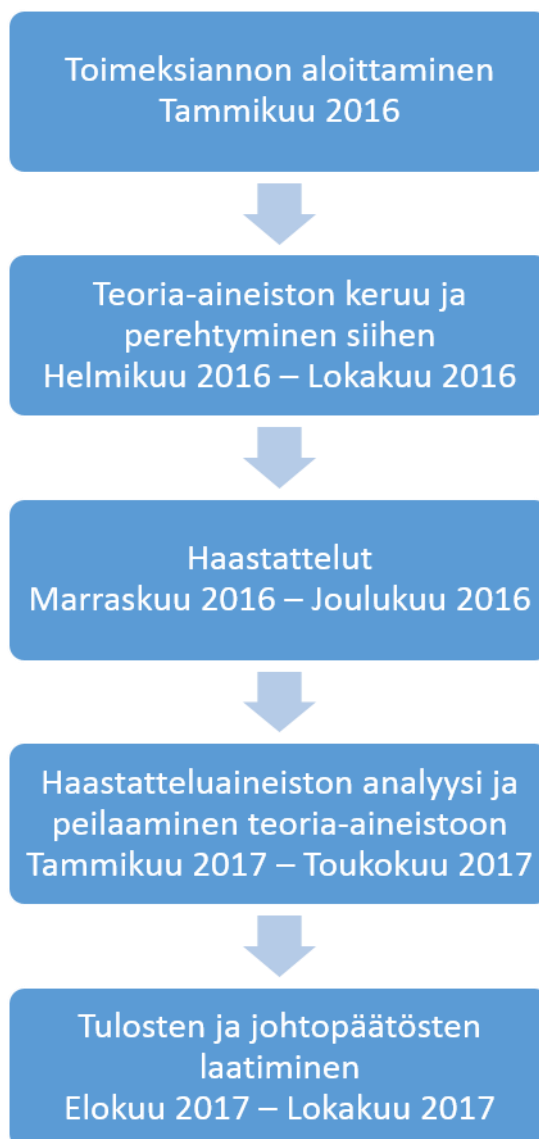 Toimeksiannon aloittaminen
Tammikuu 2016
Teoria-aineiston keruu ja
perehtyminen siihen
Helmikuu 2016 – Lokakuu 2016
Haastattelut
Marraskuu 2016 – Joulukuu 2016
Haastatteluaineiston analyysi ja
peilaaminen teoria-aineistoon
Tammikuu 2017 – Toukokuu 2017
Tulosten ja johtopäätösten
laatiminen
Elokuu 2017 – Lokakuu 2017